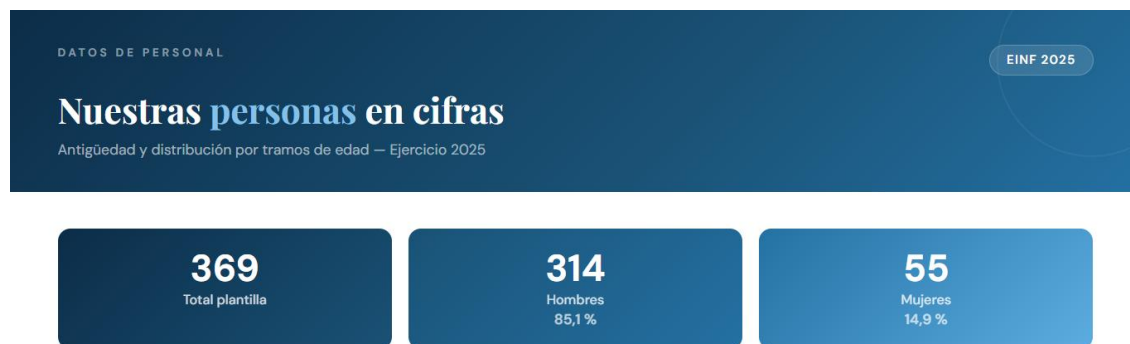 DATOS DE PERSONAL
EINF 2025
Nuestras personas en cifras
Antigüedad y distribución por tramos de edad — Ejercicio 2025
369
Total plantilla
314
Hombres
85,1 %
55
Mujeres
14,9 %